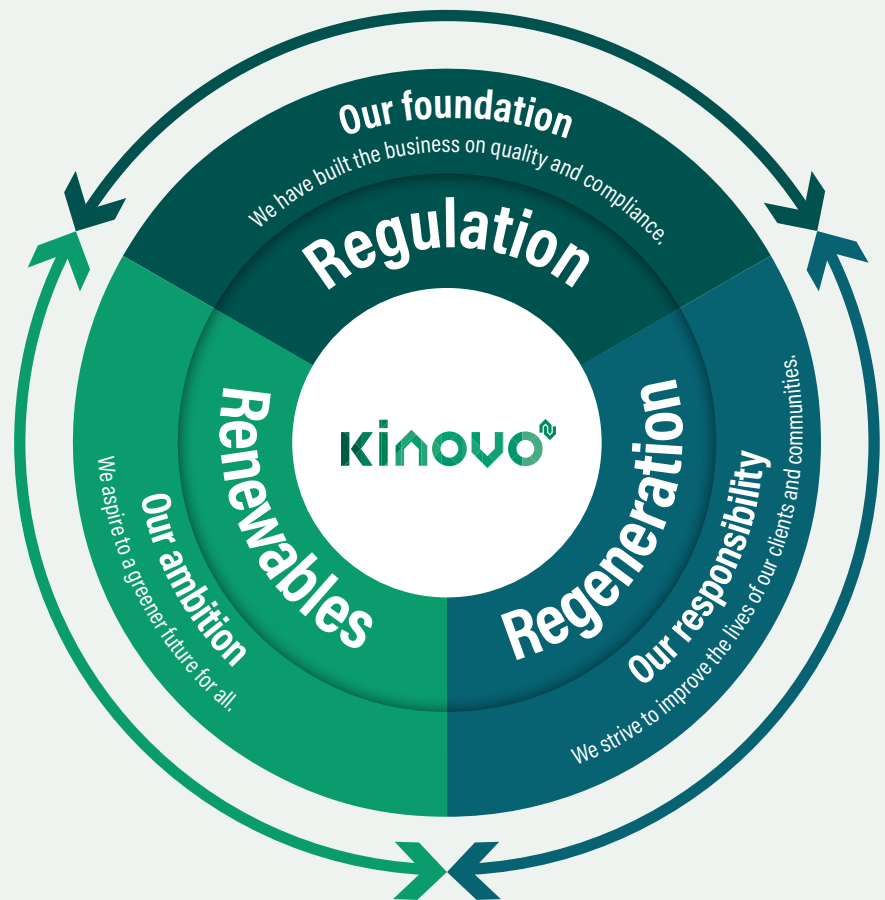 Our foundation
We have built the business on quality and compliance.
Regulation
Regeneration
Our responsibility
We strive to improve the lives of our clients and communities.
Renewables
Our ambition
We aspire to a greener future for all.
kinovo